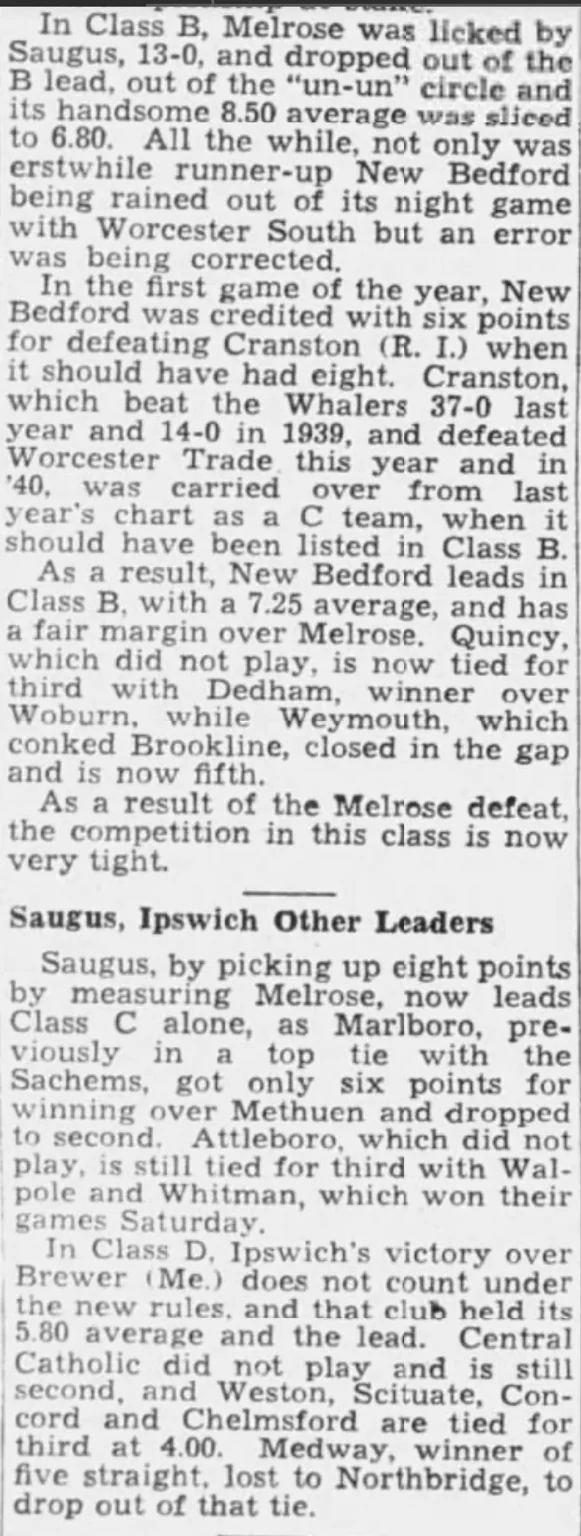 In Class B, Melrose was licked by
Saugus, 13-0, and dropped out of the
B lead, out of the "un-un" circle and
its handsome 8.50 average was sliced
to 6.80. All the while, not only was
erstwhile runner-up New Bedford
being rained out of its night game
with Worcester South but an error
was being corrected.
In the first game of the year, New
Bedford was credited with six points
for defeating Cranston (R. I.) when
it should have had eight. Cranston,
which beat the Whalers 37-0 last
year and 14-0 in 1939, and defeated
Worcester Trade this year and in
'40, was carried over from last
year's chart as a C team, when it
should have been listed in Class B.
As a result, New Bedford leads in
Class B, with a 7.25 average, and has
a fair margin over Melrose. Quincy,
which did not play, is now tied for
third with Dedham, winner over
Woburn, while Weymouth, which
conked Brookline, closed in the gap
and is now fifth.
As a result of the Melrose defeat,
the competition in this class is now
very tight.
Saugus, Ipswich Other Leaders
Saugus, by picking up eight points
by measuring Melrose, now leads
Class C alone, as Marlboro, pre-
viously in a top tie with the
Sachems, got only six points for
winning over Methuen and dropped
to second. Attleboro, which did not
play, is still tied for third with Wal-
pole and Whitman, which won their
games Saturday.
In Class D, Ipswich's victory over
Brewer (Me.) does not count under
the new rules, and that club held its
5.80 average and the lead. Central
Catholic did not play and is still
second, and Weston, Scituate, Con-
cord and Chelmsford are tied for
third at 4.00. Medway, winner of
five straight, lost to Northbridge, to
drop out of that tie.